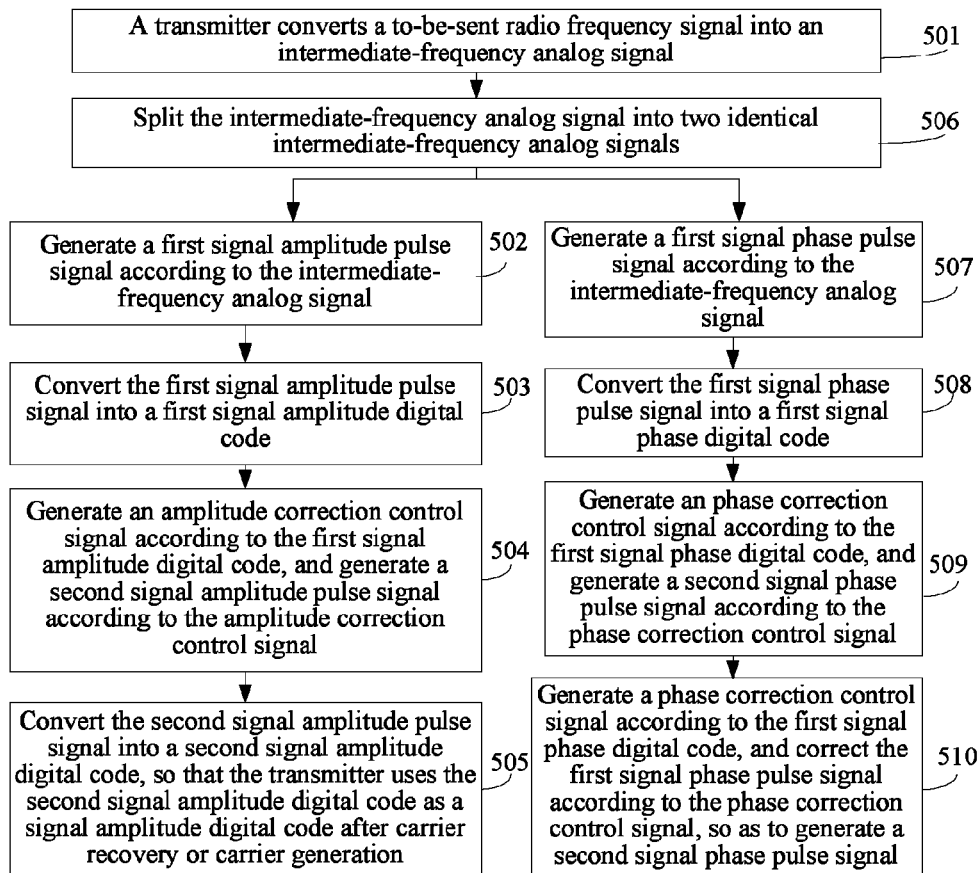 A transmitter converts a to-be-sent radio frequency signal into an
intermediate-frequency analog signal
501
Split the intermediate-frequency analog signal into two identical
intermediate-frequency analog signals
506
Generate a first signal amplitude pulse
signal according to the intermediate-
frequency analog signal
502
Generate a first signal phase pulse
signal according to the
intermediate-frequency analog
signal
507
Convert the first signal amplitude pulse
signal into a first signal amplitude digital
code
503
Convert the first signal phase
pulse signal into a first signal
phase digital code
508
Generate an amplitude correction control
signal according to the first signal
amplitude digital code, and generate a
second signal amplitude pulse signal
according to the amplitude correction
control signal
504
Generate an phase correction
control signal according to the
first signal phase digital code, and
generate a second signal phase
pulse signal according to the
phase correction control signal
509
Convert the second signal amplitude pulse
signal into a second signal amplitude
digital code, so that the transmitter uses the
second signal amplitude digital code as a
signal amplitude digital code after carrier
recovery or carrier generation
505
Generate a phase correction control
signal according to the first signal
phase digital code, and correct the
first signal phase pulse signal
according to the phase correction
control signal, so as to generate a
second signal phase pulse signal
510